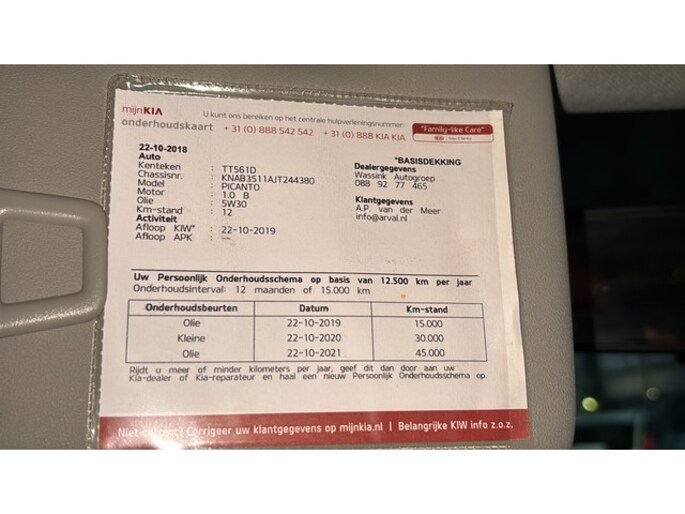 mijnKIA
onderhoudskaart
U kunt ons bereiken op het centrale hulpverleningsnummer:
+ 31 (0) 888 542 542 + 31 (0) 888 KIA KIA
"Family-like Care"
22-10-2018
Auto
Kenteken : TT561D
Chassisnr. : KNAB3511AJT244380
Model : PICANTO
Motor : 1.0 B
Olie : 5W30
Km-stand : 12
Activiteit
Afloop KIW* : 22-10-2019
Afloop APK : --
*BASISDEKKING
Dealergegevens
Wassink Autogroep
088 92 77 465
Klantgegevens
A.P. van der Meer
info@arval.nl
Uw Persoonlijk Onderhoudsschema op basis van 12.500 km per jaar
Onderhoudsinterval: 12 maanden of 15.000 km
Onderhoudsbeurten Datum Km-stand
Olie 22-10-2019 15.000
Kleine 22-10-2020 30.000
Olie 22-10-2021 45.000
Rijdt u meer of minder kilometers per jaar, geef dit dan door aan uw
Kia-dealer of Kia-reparateur en haal een nieuw Persoonlijk Onderhoudsschema op.
Niet correct? Corrigeer uw klantgegevens op mijnkia.nl | Belangrijke KIW info z.o.z.